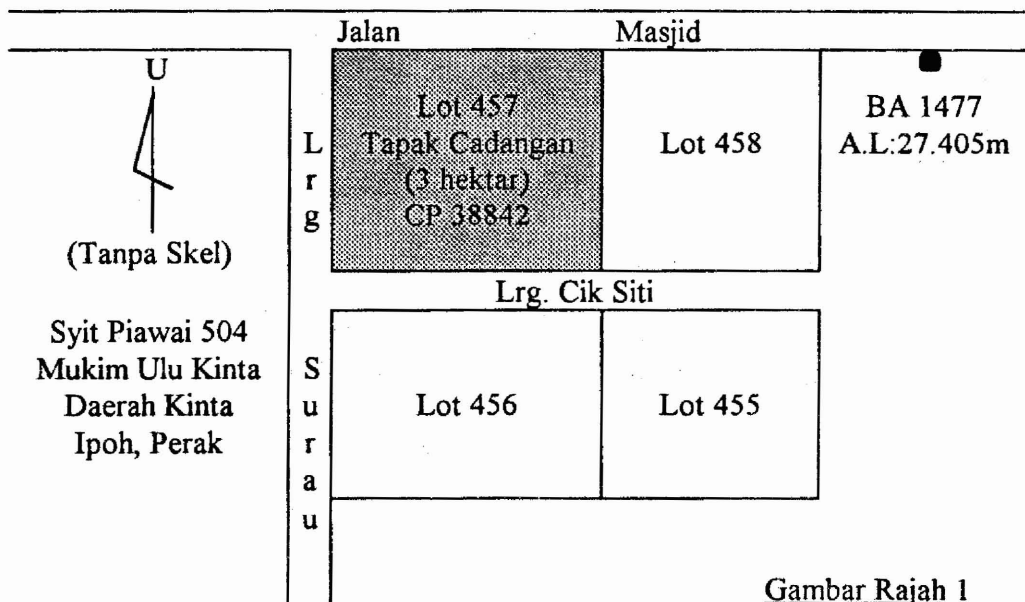 Jalan Masjid
U
(Tanpa Skel)
Syit Piawai 504
Mukim Ulu Kinta
Daerah Kinta
Ipoh, Perak
Lrg Surau
Lot 457
Tapak Cadangan
(3 hektar)
CP 38842
Lot 458
BA 1477
A.L:27.405m
Lrg. Cik Siti
Lot 456
Lot 455
Gambar Rajah 1